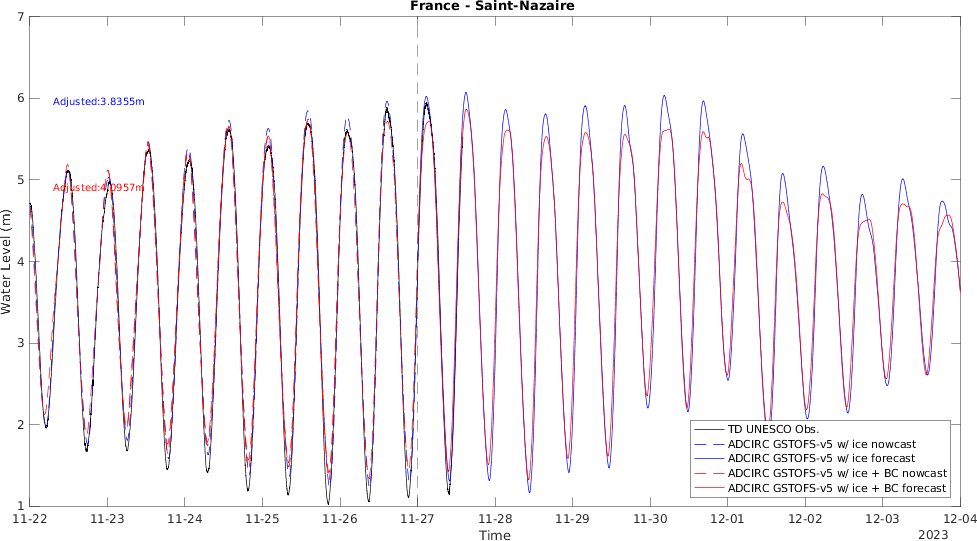 France - Saint-Nazaire
7
6
5
4
3
2
1
Water Level (m)
Adjusted:3.8355m
Adjusted:4.0957m
TD UNESCO Obs.
ADCIRC GSTOFS-v5 w/ ice nowcast
ADCIRC GSTOFS-v5 w/ ice forecast
ADCIRC GSTOFS-v5 w/ ice + BC nowcast
ADCIRC GSTOFS-v5 w/ ice + BC forecast
11-22 11-23 11-24 11-25 11-26 11-27 11-28 11-29 11-30 12-01 12-02 12-03 12-04
Time
2023